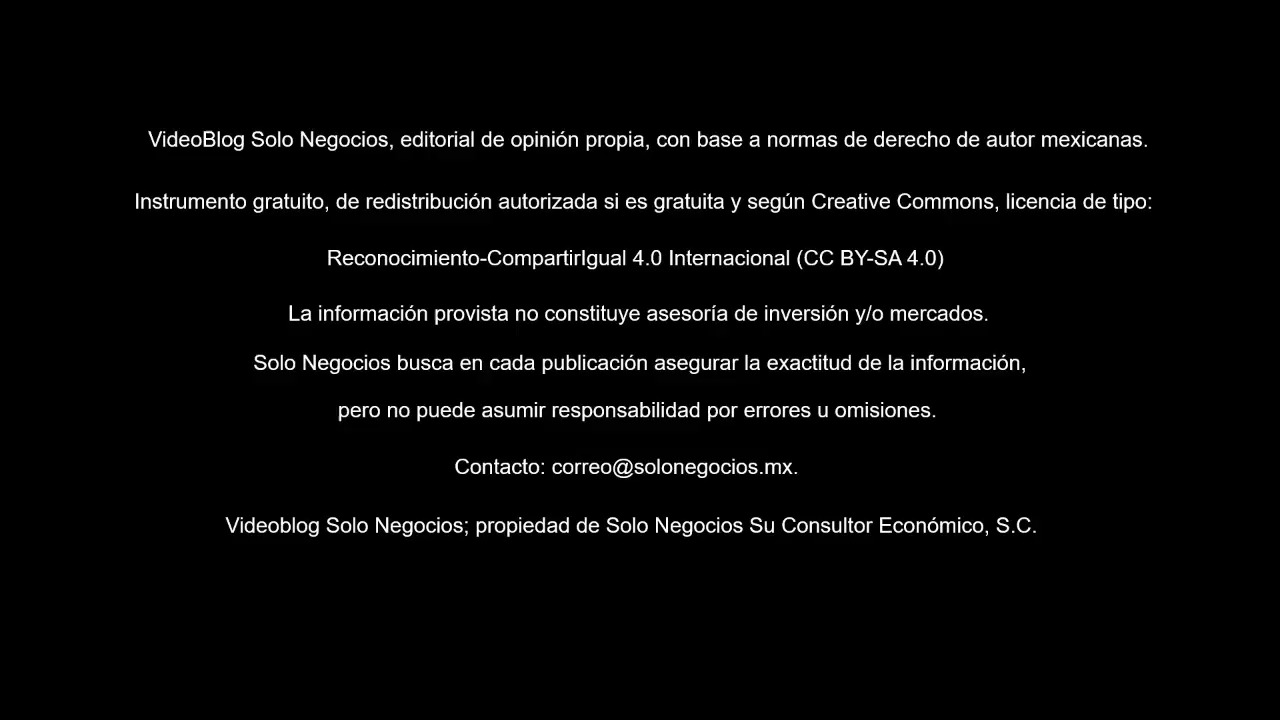 VideoBlog Solo Negocios, editorial de opinión propia, con base a normas de derecho de autor mexicanas.
Instrumento gratuito, de redistribución autorizada si es gratuita y según Creative Commons, licencia de tipo:
Reconocimiento-CompartirIgual 4.0 Internacional (CC BY-SA 4.0)
La información provista no constituye asesoría de inversión y/o mercados.
Solo Negocios busca en cada publicación asegurar la exactitud de la información,
pero no puede asumir responsabilidad por errores u omisiones.
Contacto: correo@solonegocios.mx.
Videoblog Solo Negocios; propiedad de Solo Negocios Su Consultor Económico, S.C.